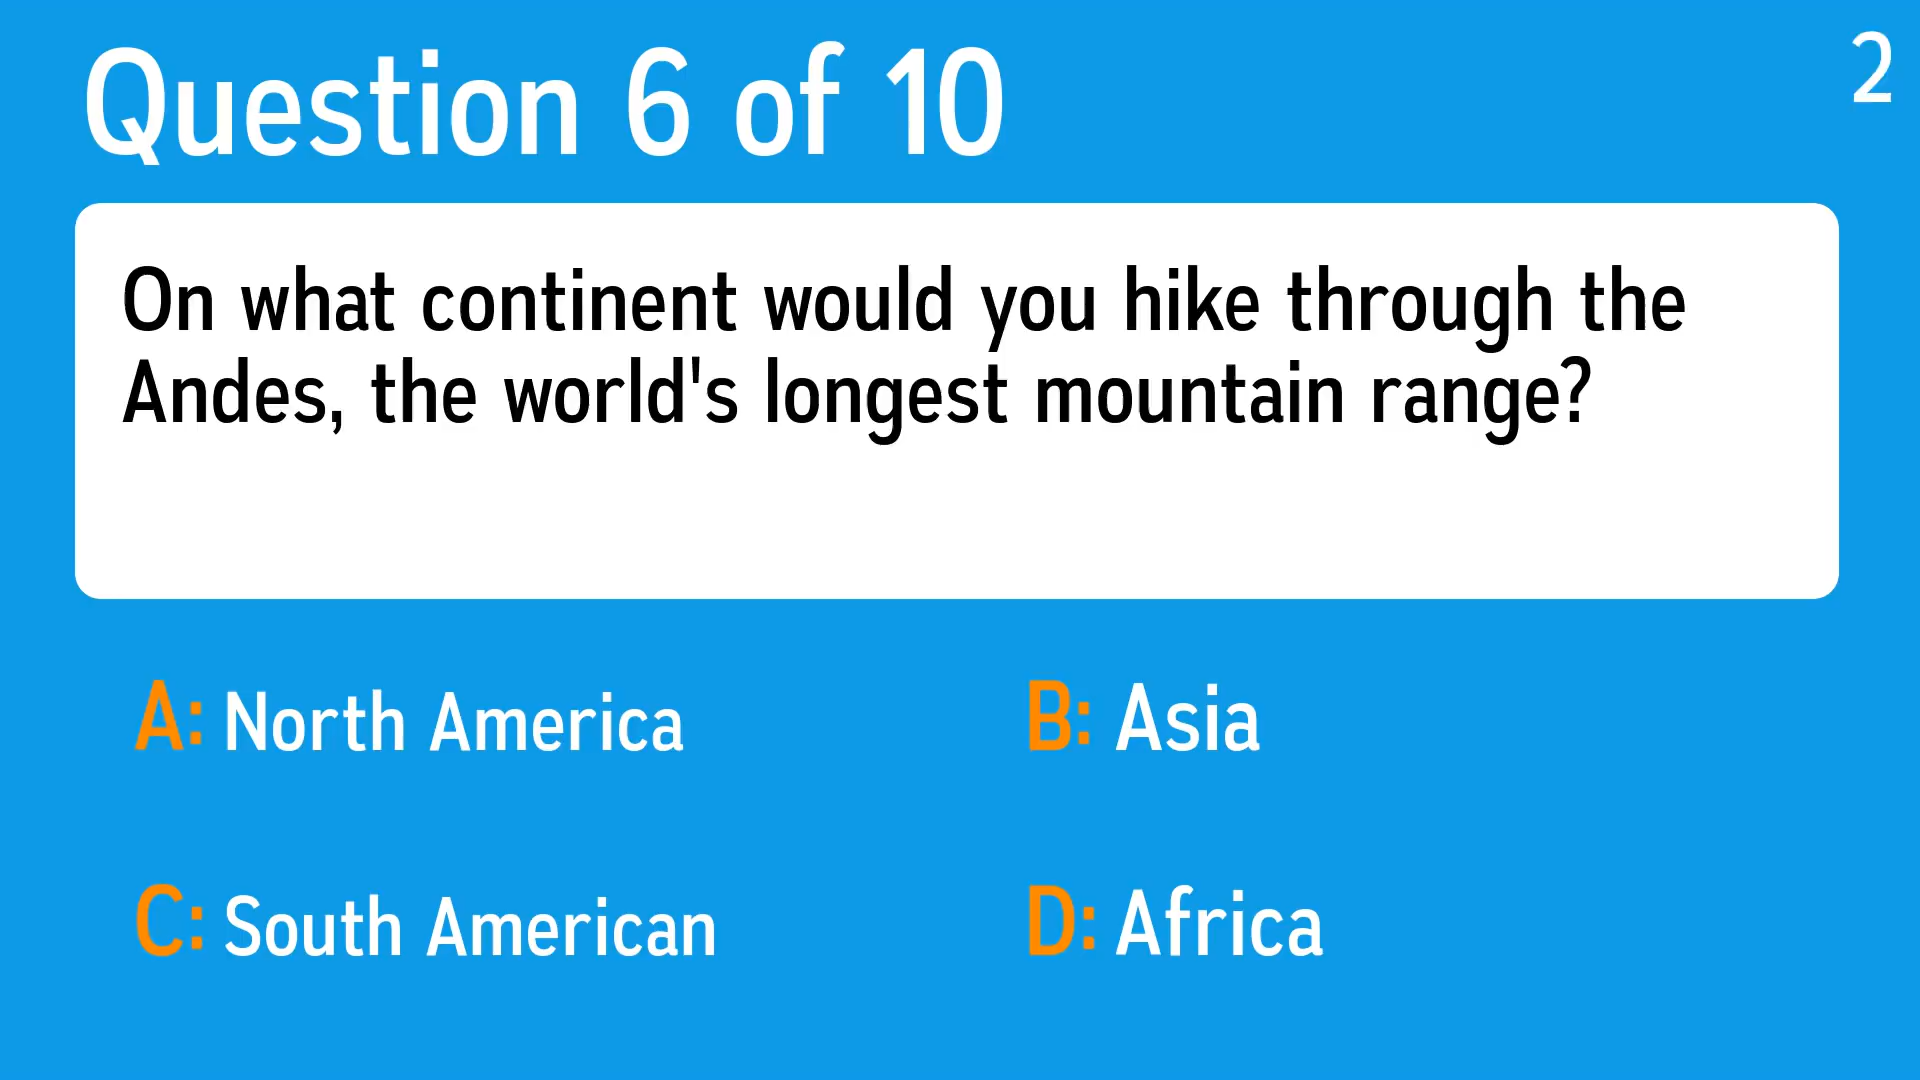 Question 6 of 10
2
On what continent would you hike through the
Andes, the world's longest mountain range?
A: North America
B: Asia
C: South American
D: Africa